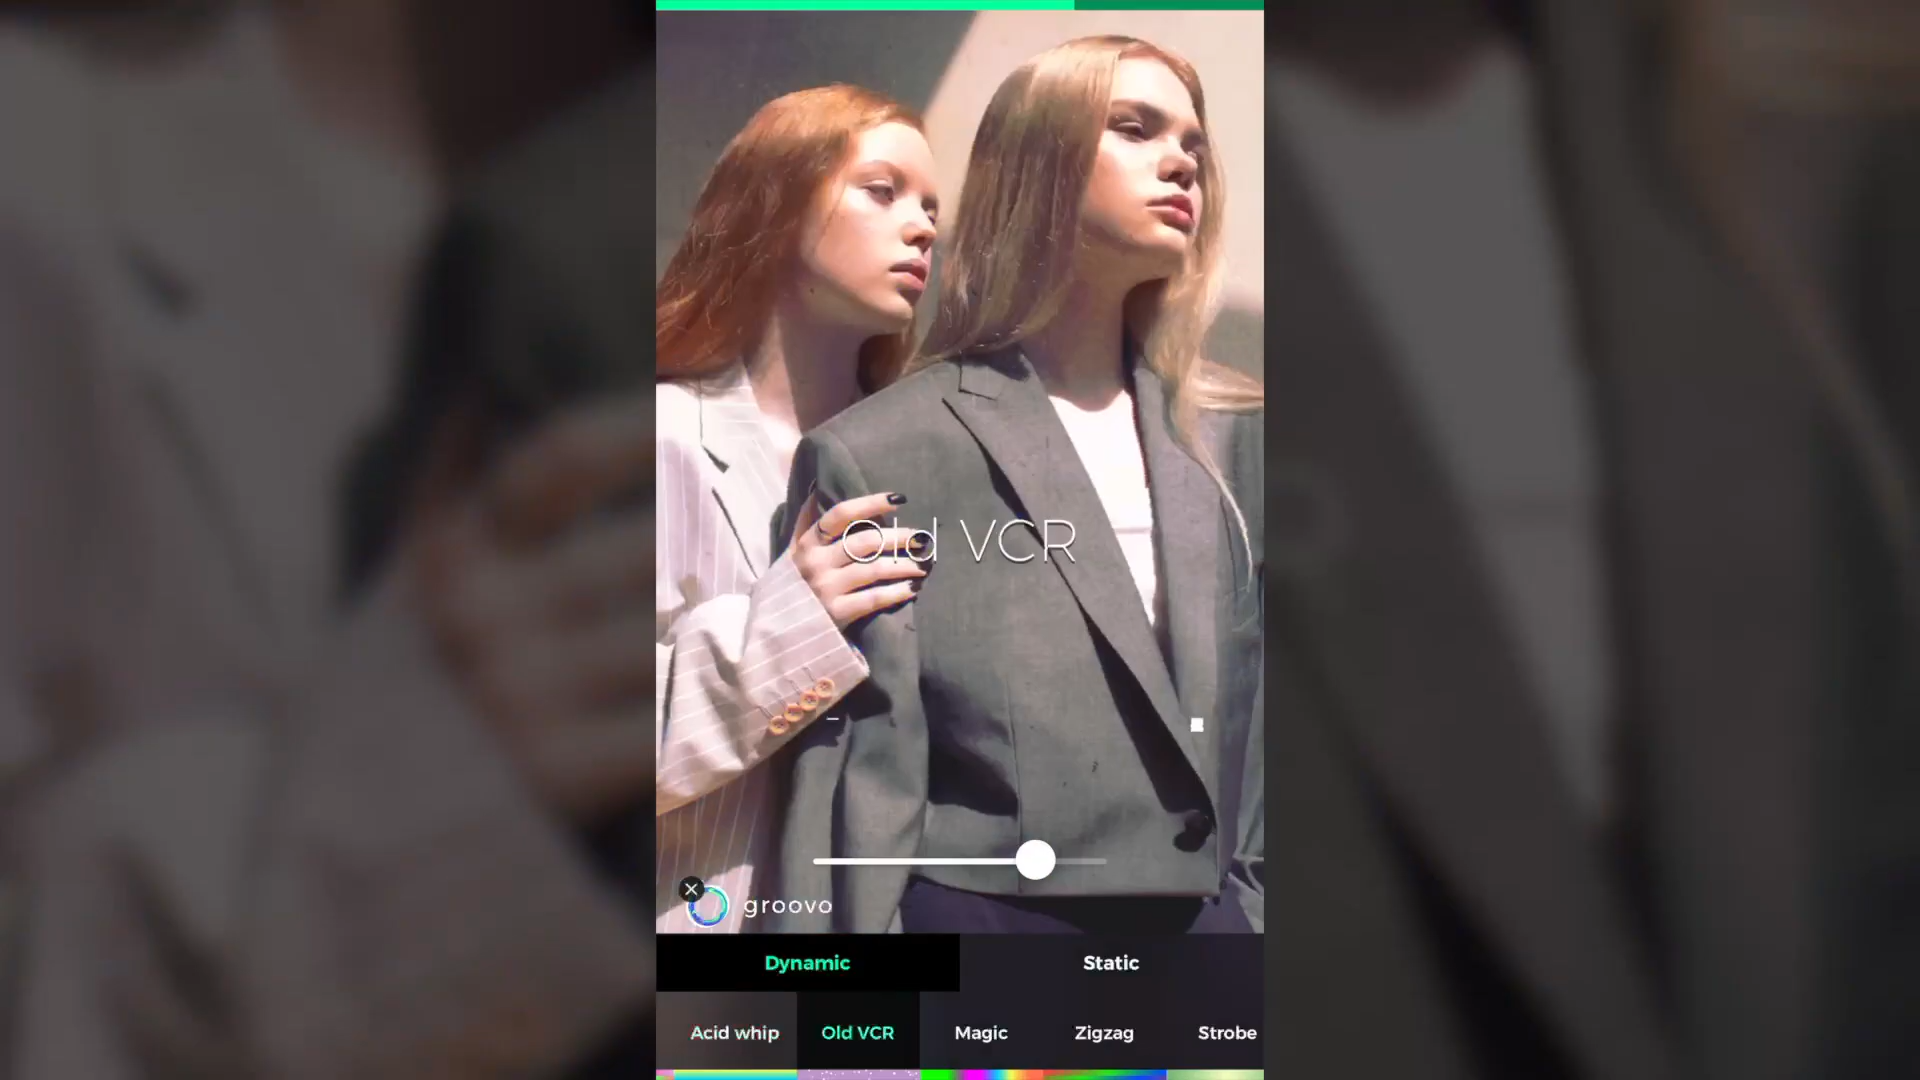 Old VCR
groovo
Dynamic
Static
Acid whip
Old VCR
Magic
Zigzag
Strobe